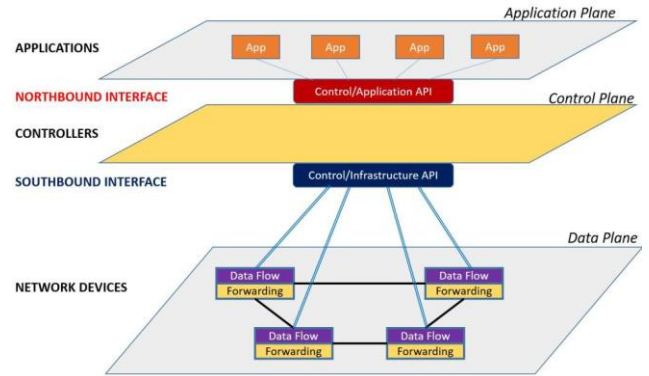 Application Plane
APPLICATIONS
App App App App
NORTHBOUND INTERFACE
Control/Application API
Control Plane
CONTROLLERS
SOUTHBOUND INTERFACE
Control/Infrastructure API
Data Plane
NETWORK DEVICES
Data Flow
Forwarding
Data Flow
Forwarding
Data Flow
Forwarding
Data Flow
Forwarding